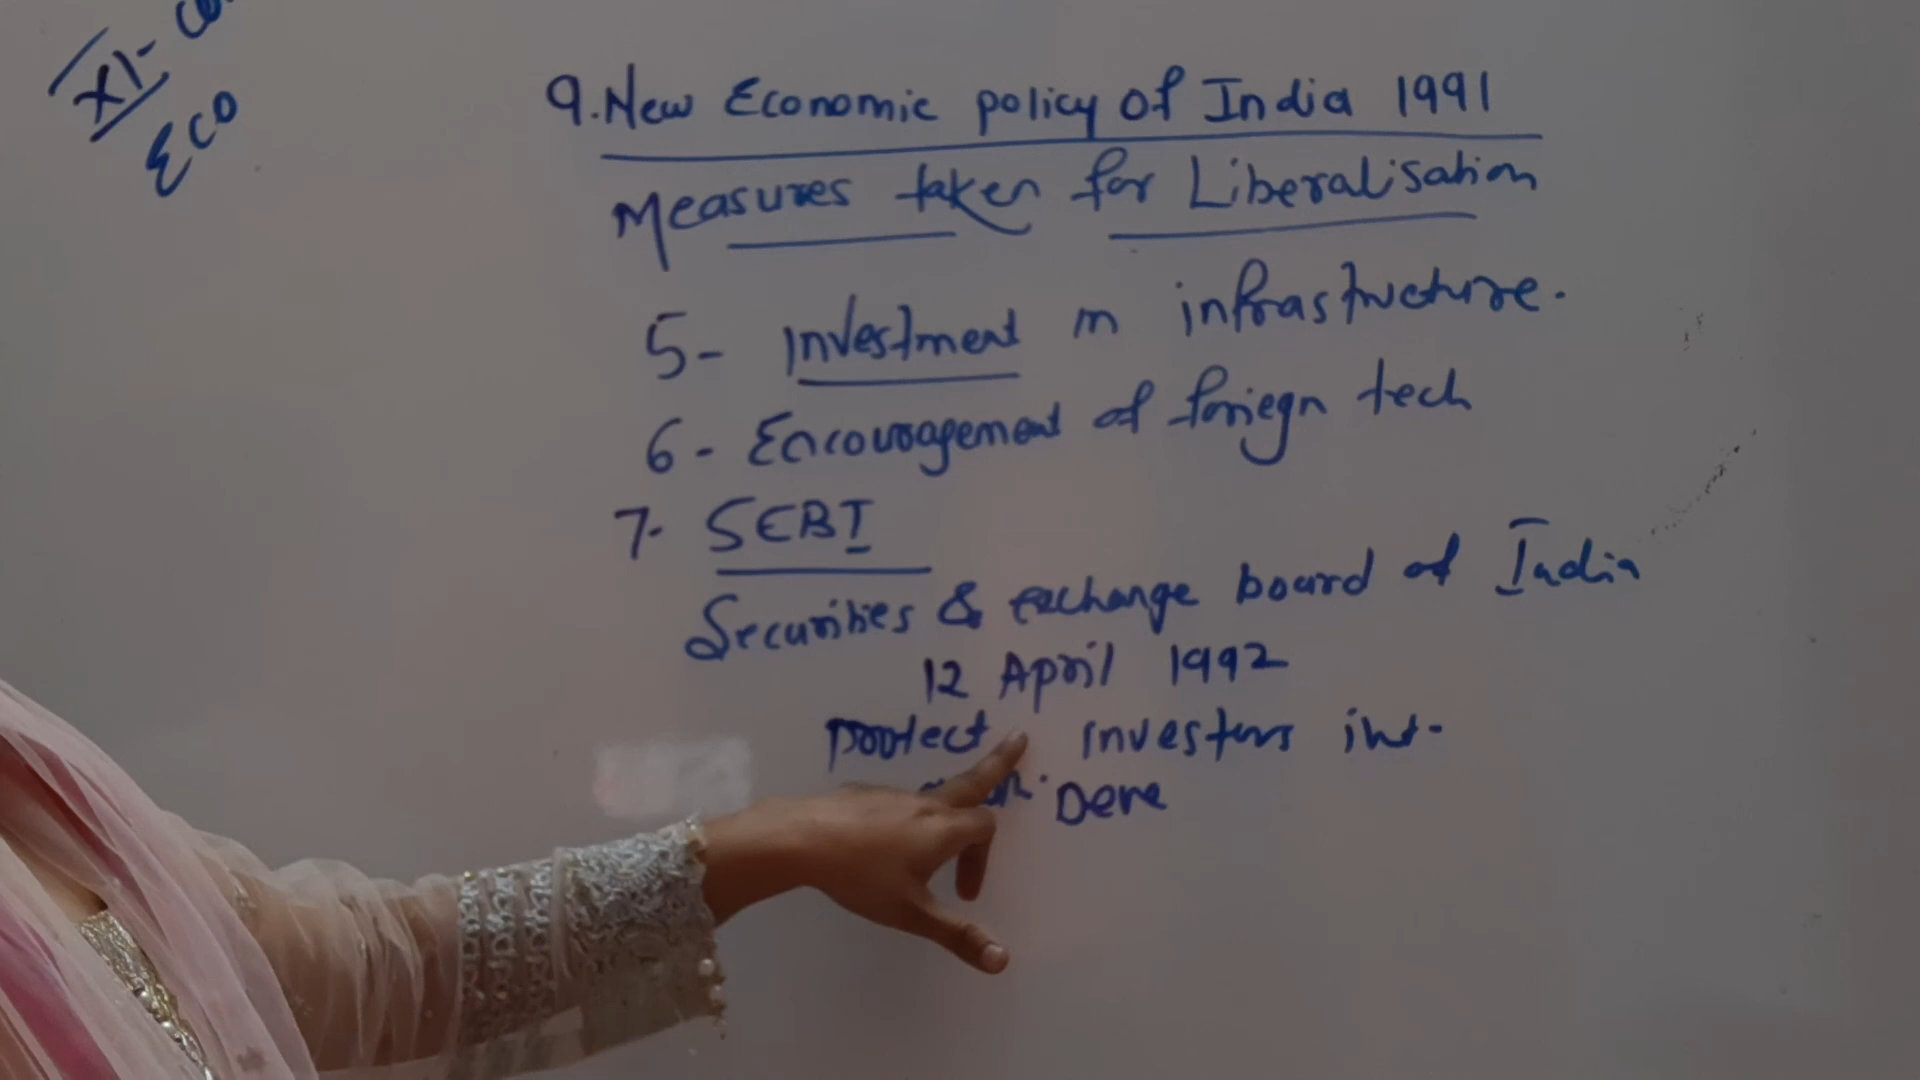 XI-
Eco
9. New Economic policy of India 1991
Measures taken for Liberalisation
5- Investment in infrastructure.
6- Encouragement of foriegn tech
7- SEBI
Securities & exchange board of India
12 April 1992
protect investors int.
Deve